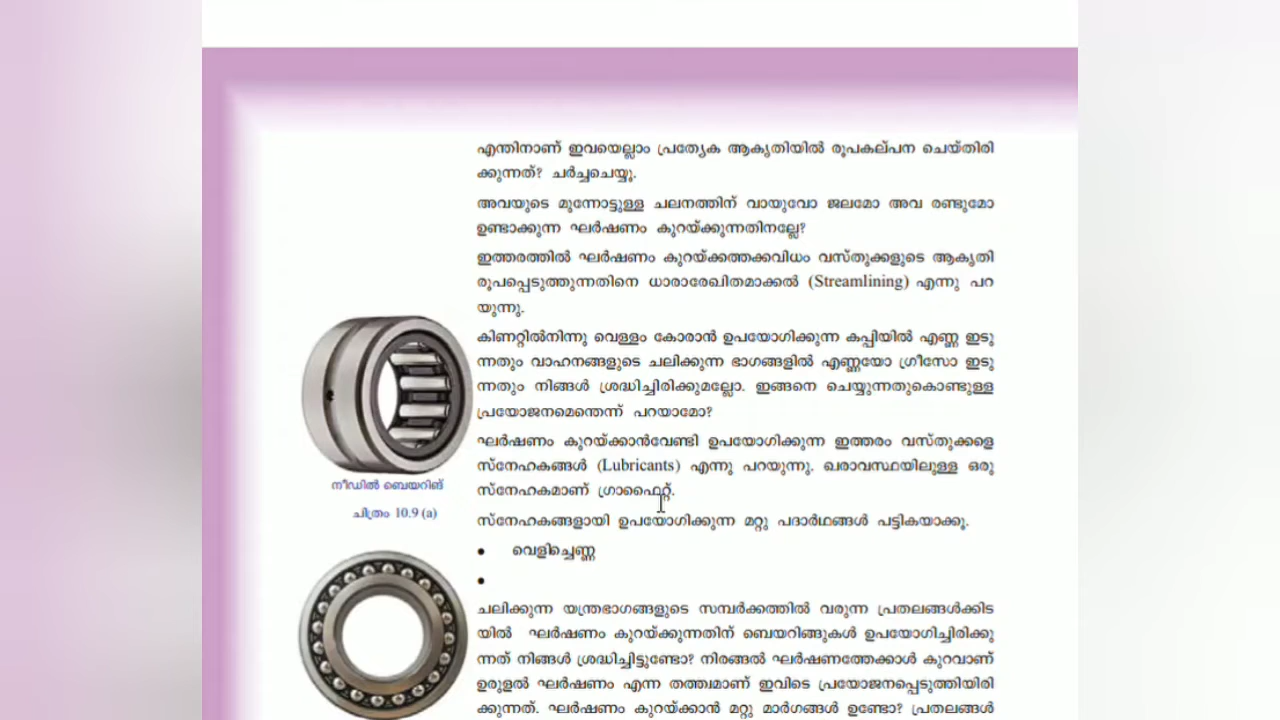 എന്തിനാണ് ഇവയെല്ലാം പ്രത്യേക ആകൃതിയിൽ രൂപകല്പന ചെയ്തിരി
ക്കുന്നത്? ചർച്ചചെയ്യൂ.
അവയുടെ മുന്നോട്ടുള്ള ചലനത്തിന് വായുവോ ജലമോ അവ രണ്ടുമോ
ഉണ്ടാക്കുന്ന ഘർഷണം കുറയ്ക്കുന്നതിനല്ലേ?
ഇത്തരത്തിൽ ഘർഷണം കുറയ്ക്കത്തക്കവിധം വസ്തുക്കളുടെ ആകൃതി
രൂപപ്പെടുത്തുന്നതിനെ ധാരാരേഖിതമാക്കൽ (Streamlining) എന്നു പറ
യുന്നു.
കിണറ്റിൽനിന്നു വെള്ളം കോരാൻ ഉപയോഗിക്കുന്ന കപ്പിയിൽ എണ്ണ ഇടു
ന്നതും വാഹനങ്ങളുടെ ചലിക്കുന്ന ഭാഗങ്ങളിൽ എണ്ണയോ ഗ്രീസോ ഇടു
ന്നതും നിങ്ങൾ ശ്രദ്ധിച്ചിരിക്കുമല്ലോ. ഇങ്ങനെ ചെയ്യുന്നതുകൊണ്ടുള്ള
പ്രയോജനമെന്തെന്ന് പറയാമോ?
ഘർഷണം കുറയ്ക്കാൻവേണ്ടി ഉപയോഗിക്കുന്ന ഇത്തരം വസ്തുക്കളെ
സ്നേഹകങ്ങൾ (Lubricants) എന്നു പറയുന്നു. ഖരാവസ്ഥയിലുള്ള ഒരു
സ്നേഹകമാണ് ഗ്രാഫൈറ്റ്.
നീഡിൽ ബെയറിങ്
ചിത്രം 10.9 (a)
സ്നേഹകങ്ങളായി ഉപയോഗിക്കുന്ന മറ്റു പദാർഥങ്ങൾ പട്ടികയാക്കൂ.
• വെളിച്ചെണ്ണ
•
ചലിക്കുന്ന യന്ത്രഭാഗങ്ങളുടെ സമ്പർക്കത്തിൽ വരുന്ന പ്രതലങ്ങൾക്കിട
യിൽ ഘർഷണം കുറയ്ക്കുന്നതിന് ബെയറിങ്ങുകൾ ഉപയോഗിച്ചിരിക്കു
ന്നത് നിങ്ങൾ ശ്രദ്ധിച്ചിട്ടുണ്ടോ? നിരങ്ങൽ ഘർഷണത്തേക്കാൾ കുറവാണ്
ഉരുളൽ ഘർഷണം എന്ന തത്ത്വമാണ് ഇവിടെ പ്രയോജനപ്പെടുത്തിയിരി
ക്കുന്നത്. ഘർഷണം കുറയ്ക്കാൻ മറ്റു മാർഗങ്ങൾ ഉണ്ടോ? പ്രതലങ്ങൾ